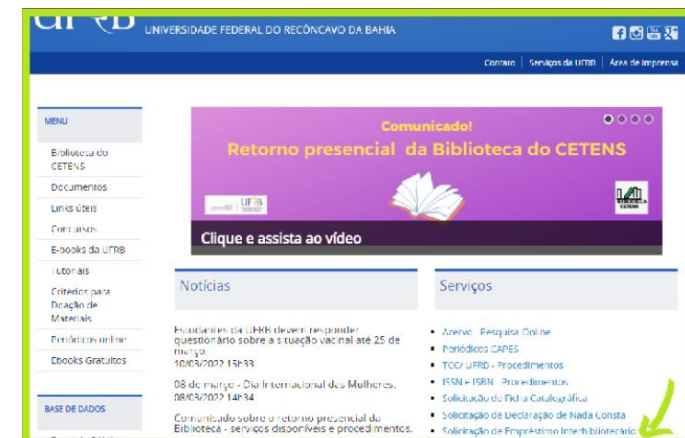 UNIVERSIDADE FEDERAL DO RECÔNCAVO DA BAHIA
Contato | Serviços da UFRB | Área de Imprensa
MENU
Biblioteca do
CETENS
Documentos
Links úteis
Concursos
E-books da UFRB
Tutoriais
Critérios para
Doação de
Materiais
Periódicos online
Ebooks Gratuitos
BASE DE DADOS
Comunicado!
Retorno presencial da Biblioteca do CETENS
UFRB
Clique e assista ao vídeo
Notícias
Estudantes da UFRB devem responder
questionário sobre a situação vacinal até 25 de
março.
10/03/2022 15h33
08 de março - Dia Internacional das Mulheres.
08/03/2022 14h34
Comunicado sobre o retorno presencial da
Biblioteca - serviços disponíveis e procedimentos.
Serviços
Acervo - Pesquisa Online
Periódicos CAPES
TCC/ UFRB - Procedimentos
ISSN e ISBN - Procedimentos
Solicitação de Ficha Catalográfica
Solicitação de Declaração de Nada Consta
Solicitação de Empréstimo Interbibliotecário